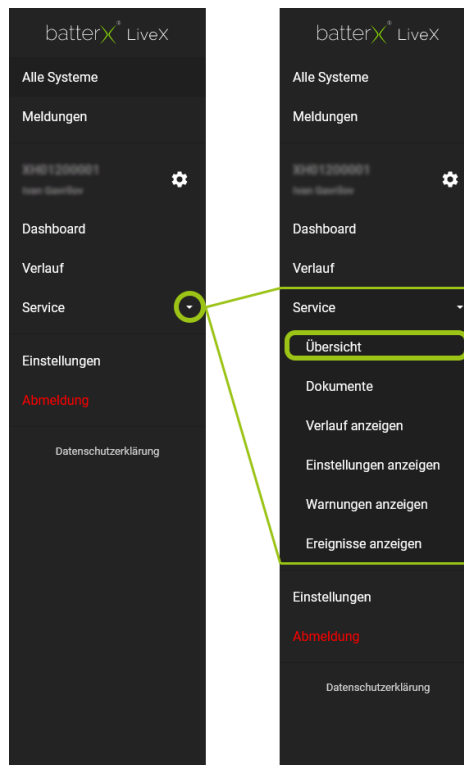 batterX® LiveX
Alle Systeme
Meldungen
Dashboard
Verlauf
Service
Einstellungen
Abmeldung
Datenschutzerklärung
batterX® LiveX
Alle Systeme
Meldungen
Dashboard
Verlauf
Service
Übersicht
Dokumente
Verlauf anzeigen
Einstellungen anzeigen
Warnungen anzeigen
Ereignisse anzeigen
Einstellungen
Abmeldung
Datenschutzerklärung